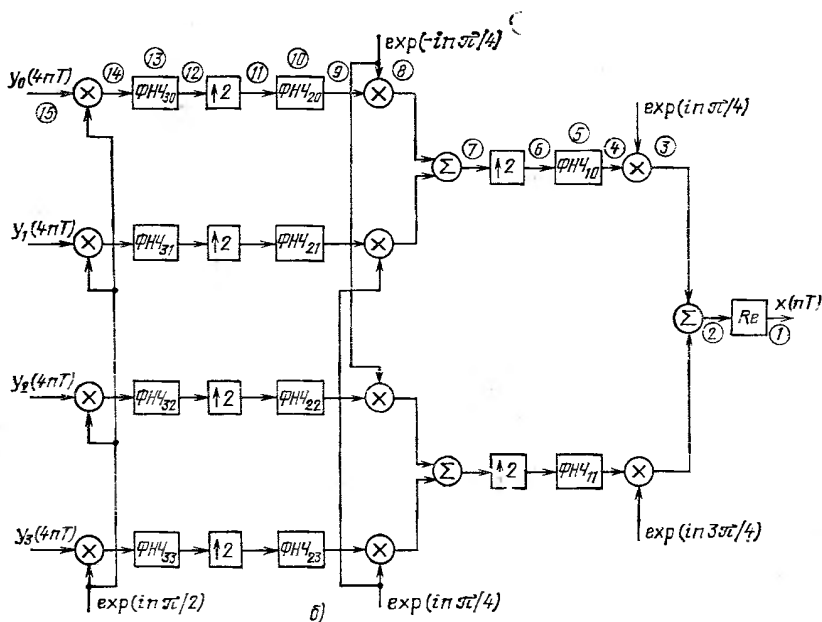 exp(-inπ/4)
y₀(4nT) ⑮ ⑭ ⑬ ФНЧ₃₀ ⑫ ↑2 ⑪ ⑩ ФНЧ₂₀ ⑨ ⑧
Σ ⑦ ↑2 ⑥ ⑤ ФНЧ₁₀ ④ ③
exp(inπ/4)
y₁(4nT) ФНЧ₃₁ ↑2 ФНЧ₂₁
Σ ② Re ① x(nT)
y₂(4nT) ФНЧ₃₂ ↑2 ФНЧ₂₂
Σ ↑2 ФНЧ₁₁
exp(in3π/4)
y₃(4nT) ФНЧ₃₃ ↑2 ФНЧ₂₃
exp(inπ/2)
exp(inπ/4)
б)